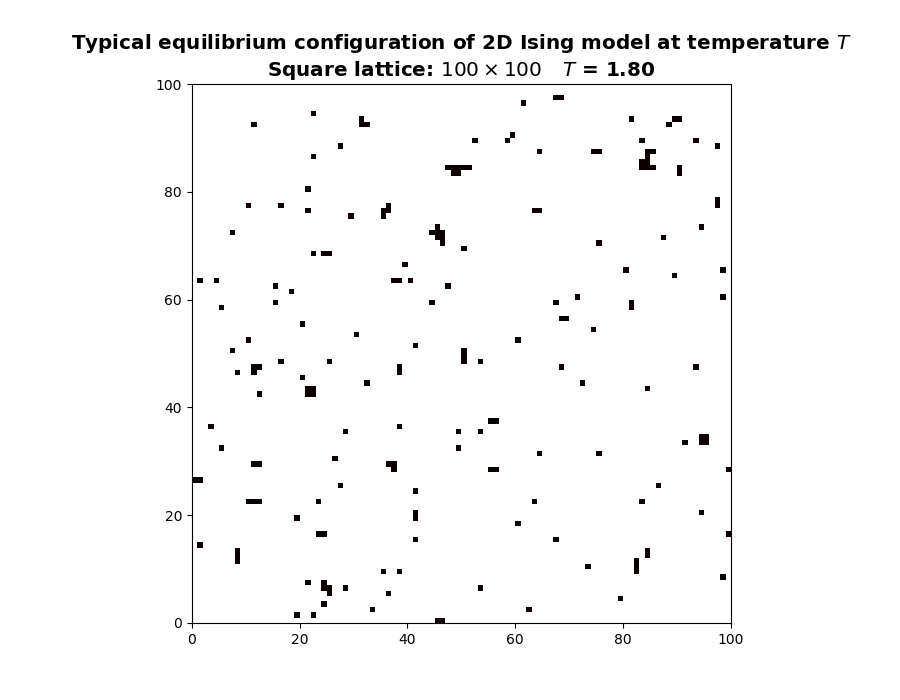 Typical equilibrium configuration of 2D Ising model at temperature T
Square lattice: 100 × 100 T = 1.80
100
80
60
40
20
0
0 20 40 60 80 100